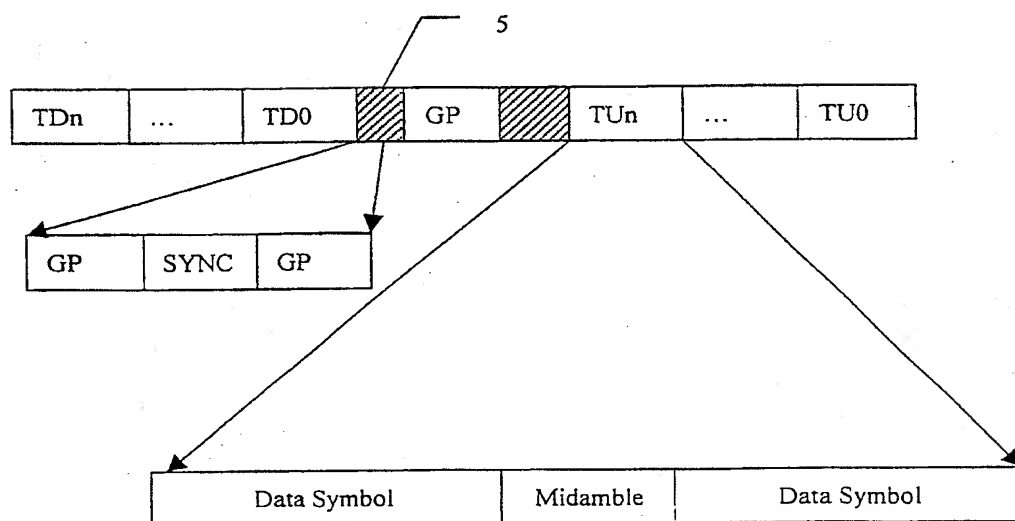 5
TDn ... TD0 GP TUn ... TU0
GP SYNC GP
Data Symbol Midamble Data Symbol